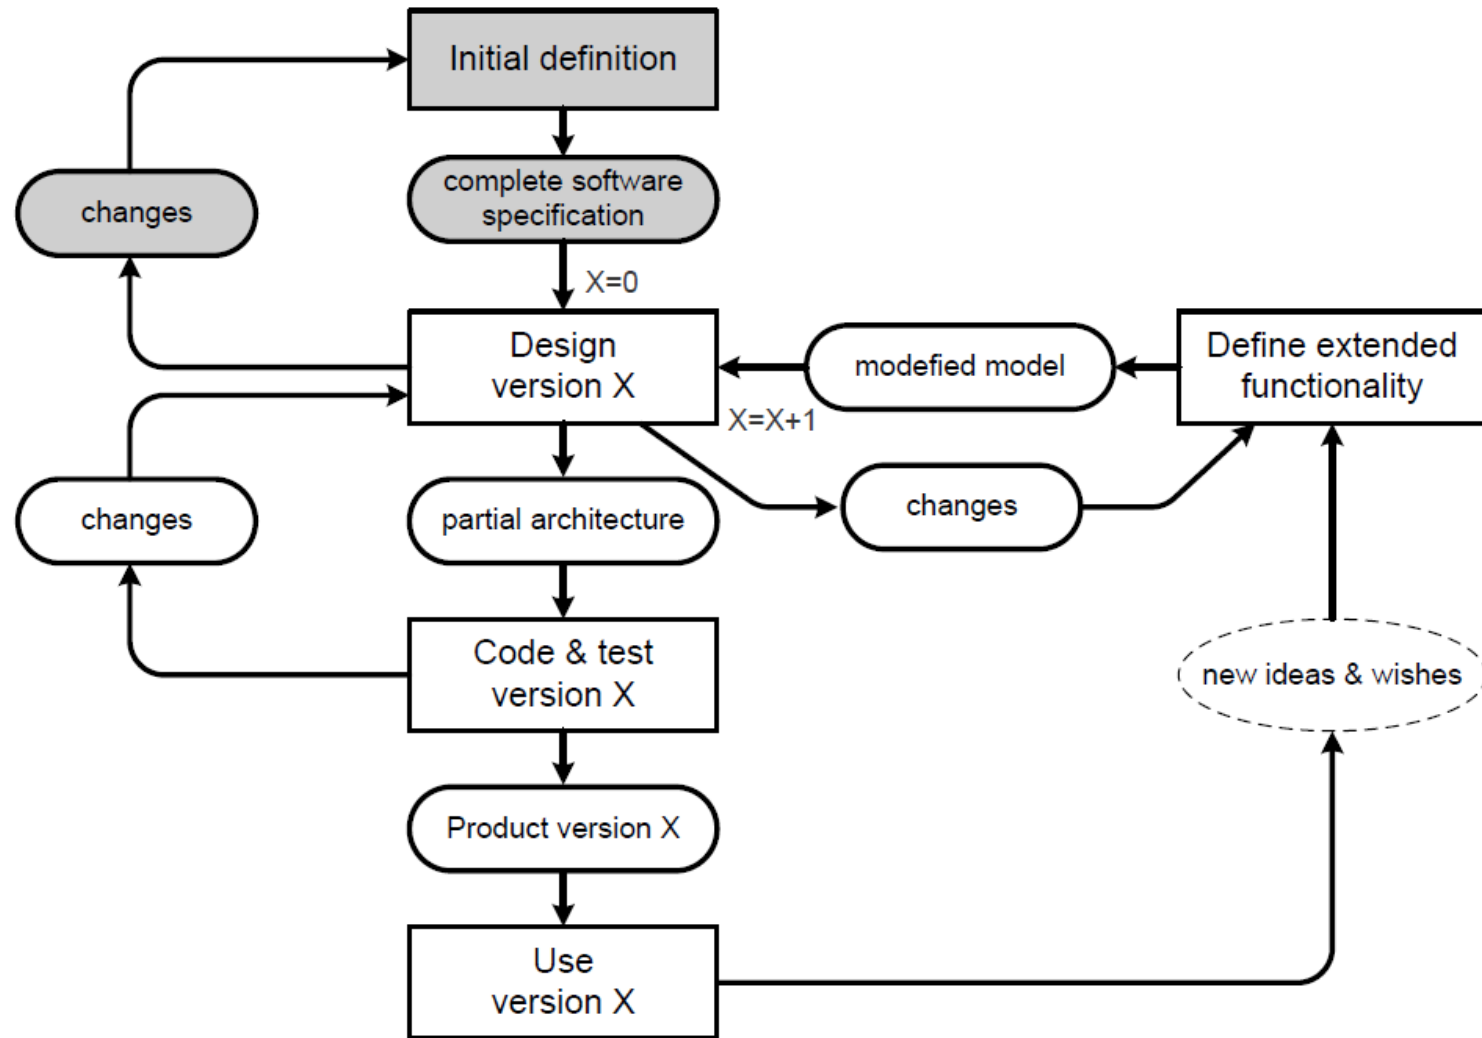 Initial definition
complete software
specification
changes
X=0
Design
version X
modefied model
Define extended
functionality
X=X+1
changes
partial architecture
changes
Code & test
version X
new ideas & wishes
Product version X
Use
version X